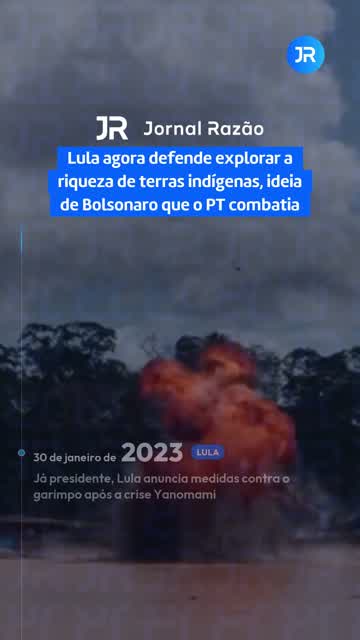 JR
JR Jornal Razão
Lula agora defende explorar a
riqueza de terras indígenas, ideia
de Bolsonaro que o PT combatia
30 de janeiro de 2023 LULA
Já presidente, Lula anuncia medidas contra o
garimpo após a crise Yanomami